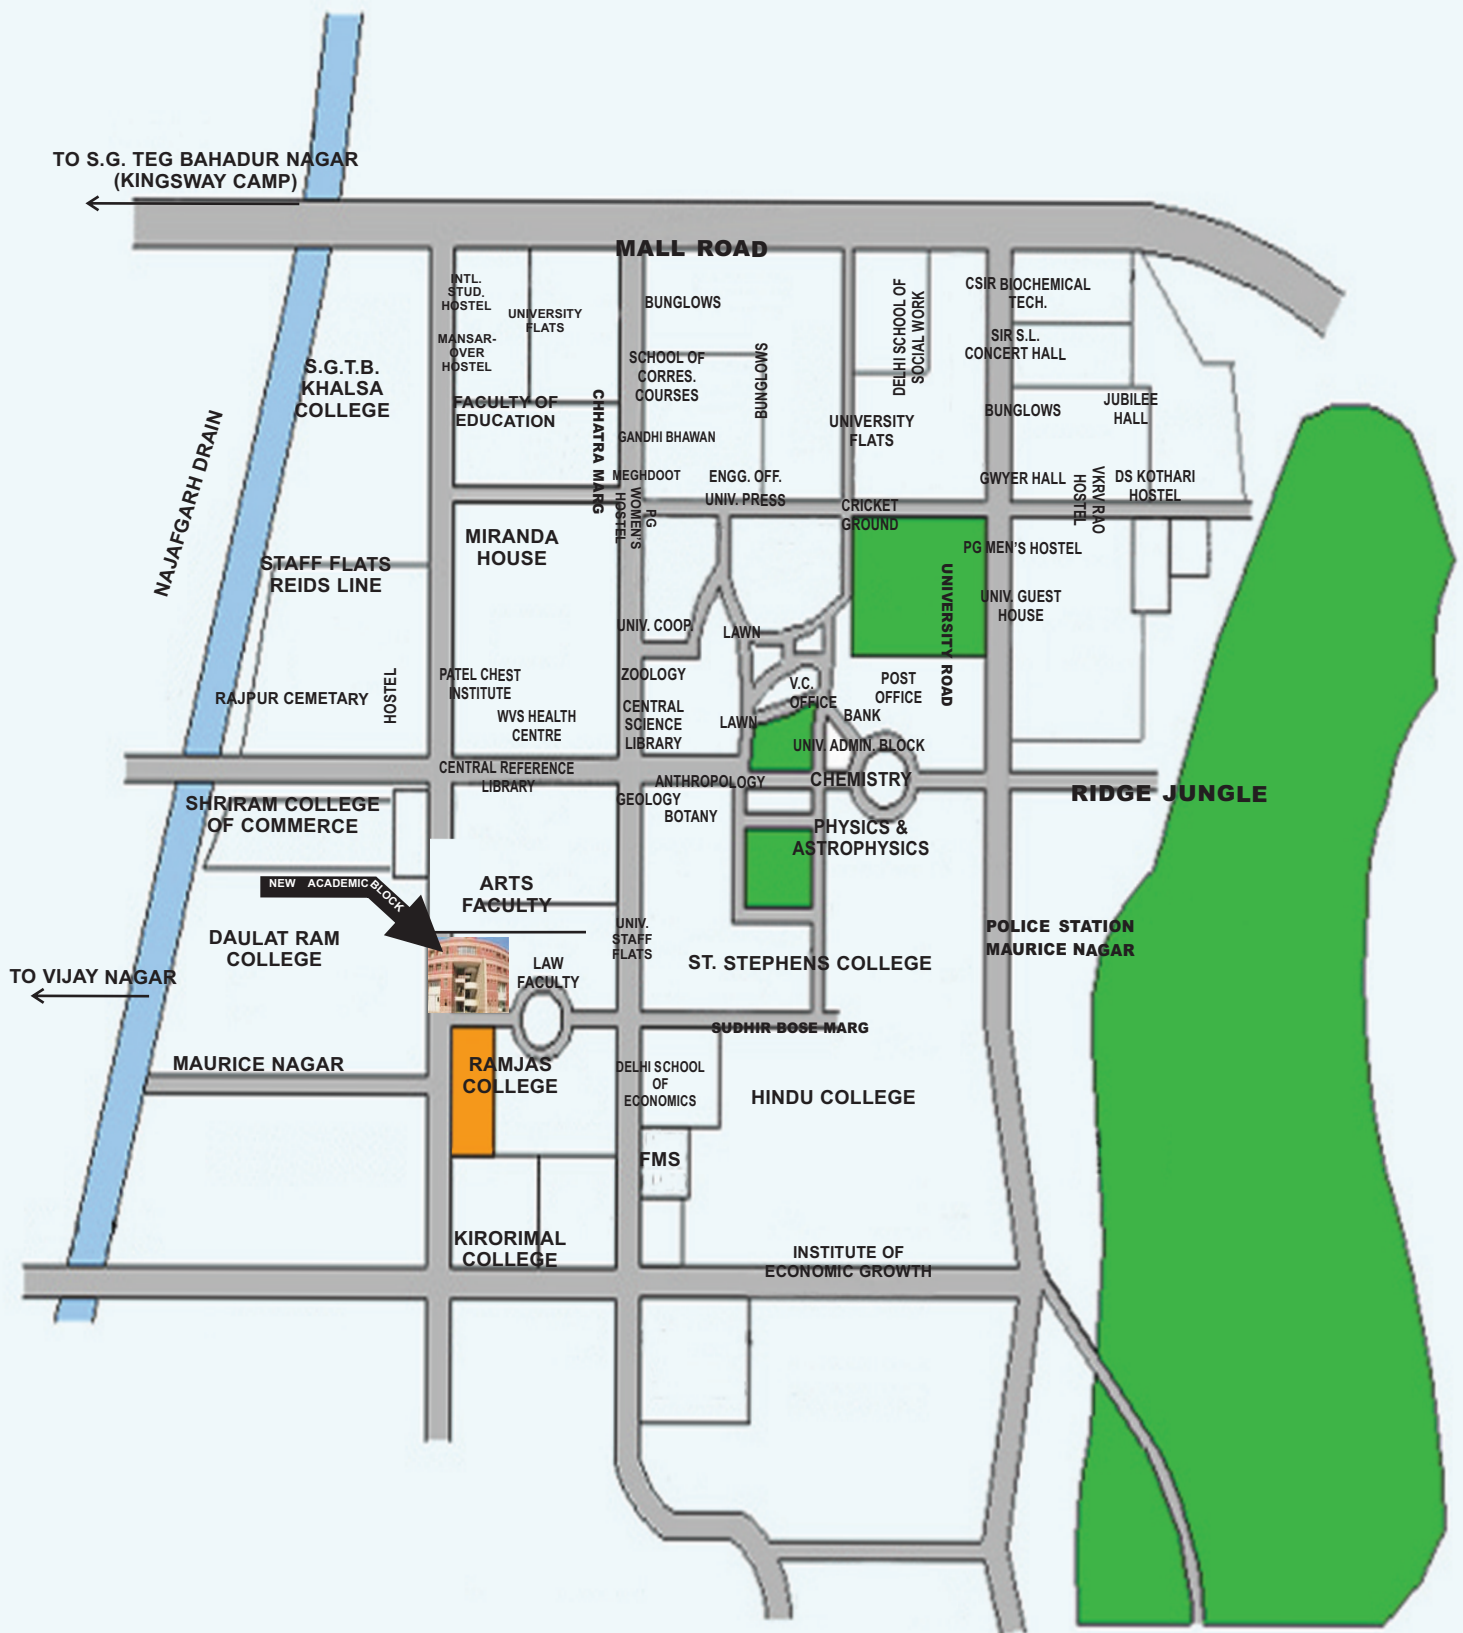 TO S.G. TEG BAHADUR NAGAR
(KINGSWAY CAMP)
MALL ROAD
INTL.
STUD.
HOSTEL
UNIVERSITY
FLATS
MANSAR-
OVER
HOSTEL
BUNGLOWS
DELHI SCHOOL OF
SOCIAL WORK
CSIR BIOCHEMICAL
TECH.
SIR S.L.
CONCERT HALL
S.G.T.B.
KHALSA
COLLEGE
SCHOOL OF
CORRES.
COURSES
BUNGLOWS
FACULTY OF
EDUCATION
CHHATRA MARG
GANDHI BHAWAN
UNIVERSITY
FLATS
BUNGLOWS
JUBILEE
HALL
NAJAFGARH DRAIN
MEGHDOOT
ENGG. OFF.
UNIV. PRESS
GWYER HALL
VKRV RAO
HOSTEL
DS KOTHARI
HOSTEL
PG
WOMEN'S
HOSTEL
CRICKET
GROUND
MIRANDA
HOUSE
PG MEN'S HOSTEL
STAFF FLATS
REIDS LINE
UNIVERSITY ROAD
UNIV. GUEST
HOUSE
UNIV. COOP.
LAWN
RAJPUR CEMETARY
HOSTEL
PATEL CHEST
INSTITUTE
ZOOLOGY
V.C.
OFFICE
POST
OFFICE
WVS HEALTH
CENTRE
CENTRAL
SCIENCE
LIBRARY
LAWN
BANK
UNIV. ADMIN. BLOCK
CENTRAL REFERENCE
LIBRARY
ANTHROPOLOGY
CHEMISTRY
RIDGE JUNGLE
SHRIRAM COLLEGE
OF COMMERCE
GEOLOGY
BOTANY
PHYSICS &
ASTROPHYSICS
NEW ACADEMIC BLOCK
ARTS
FACULTY
DAULAT RAM
COLLEGE
UNIV.
STAFF
FLATS
POLICE STATION
MAURICE NAGAR
TO VIJAY NAGAR
LAW
FACULTY
ST. STEPHENS COLLEGE
SUDHIR BOSE MARG
MAURICE NAGAR
RAMJAS
COLLEGE
DELHI SCHOOL
OF
ECONOMICS
HINDU COLLEGE
FMS
KIRORIMAL
COLLEGE
INSTITUTE OF
ECONOMIC GROWTH